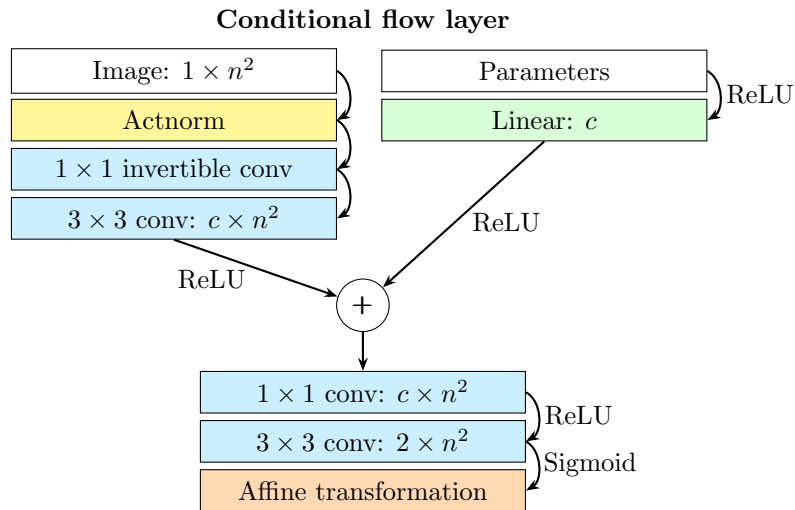 Conditional flow layer
Image: 1 × n²
Actnorm
1 × 1 invertible conv
3 × 3 conv: c × n²
Parameters
ReLU
Linear: c
ReLU
ReLU
+
1 × 1 conv: c × n²
ReLU
3 × 3 conv: 2 × n²
Sigmoid
Affine transformation